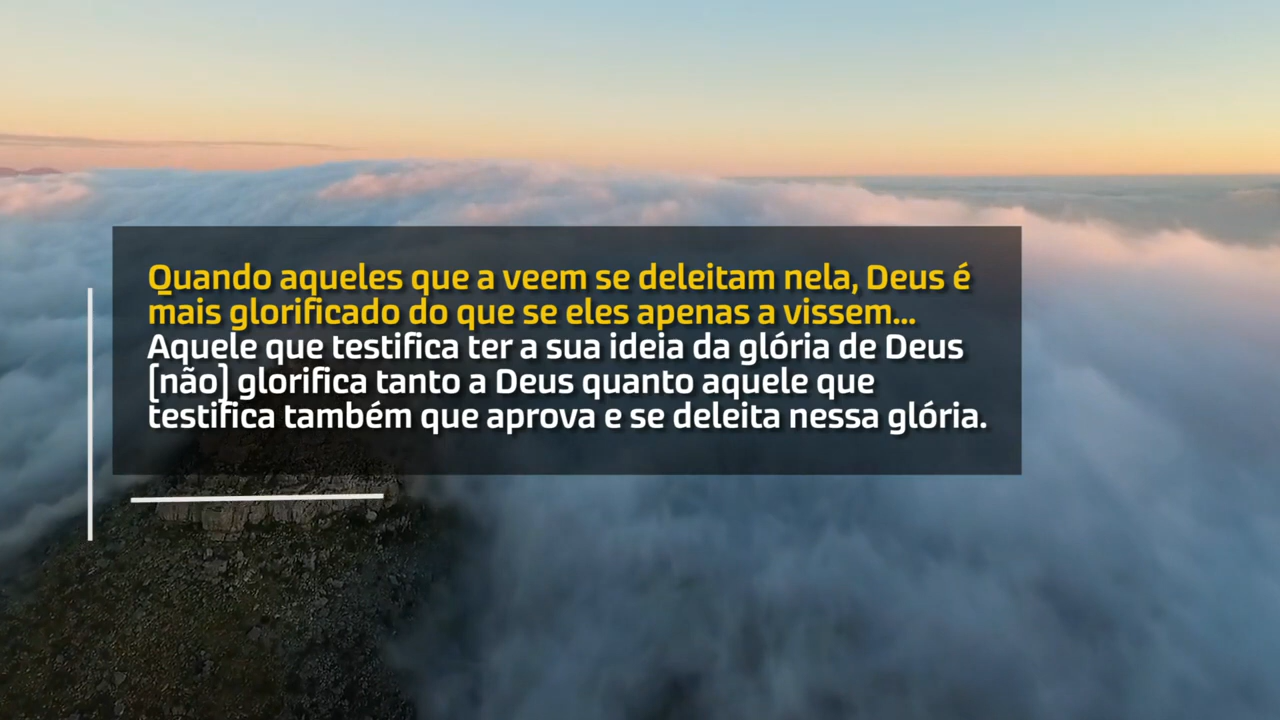 Quando aqueles que a veem se deleitam nela, Deus é
mais glorificado do que se eles apenas a vissem...
Aquele que testifica ter a sua ideia da glória de Deus
[não] glorifica tanto a Deus quanto aquele que
testifica também que aprova e se deleita nessa glória.